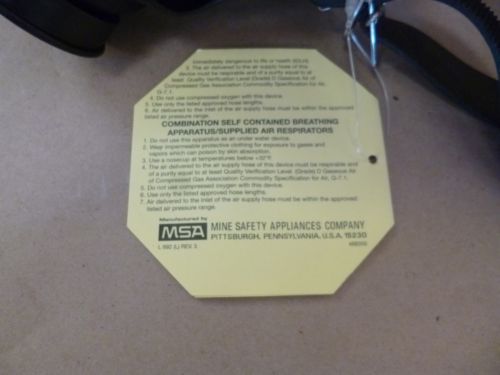 immediately dangerous to life or health (IDLH).
3. The air delivered to the air supply hose of this
device must be respirable and of a purity equal to at
least Quality Verification Level (Grade) D Gaseous Air of
Compressed Gas Association Commodity Specification for Air,
G-7.1.
4. Do not use compressed oxygen with this device.
5. Use only the listed approved hose lengths.
6. Air delivered to the inlet of the air supply hose must be within the approved
listed air pressure range.
COMBINATION SELF CONTAINED BREATHING
APPARATUS/SUPPLIED AIR RESPIRATORS
1. Do not use this apparatus as an under water device.
2. Wear impermeable protective clothing for exposure to gases and
vapors which can poison by skin absorption.
3. Use a nosecup at temperatures below +32°F.
4. The air delivered to the air supply hose of this device must be respirable and
of a purity equal to at least Quality Verification Level (Grade) D Gaseous Air
of Compressed Gas Association Commodity Specification for Air, G-7.1.
5. Do not use compressed oxygen with this device.
6. Use only the listed approved hose lengths.
7. Air delivered to the inlet of the air supply hose must be within the approved
listed air pressure range.
Manufactured by
MSA MINE SAFETY APPLIANCES COMPANY
PITTSBURGH, PENNSYLVANIA, U.S.A. 15230